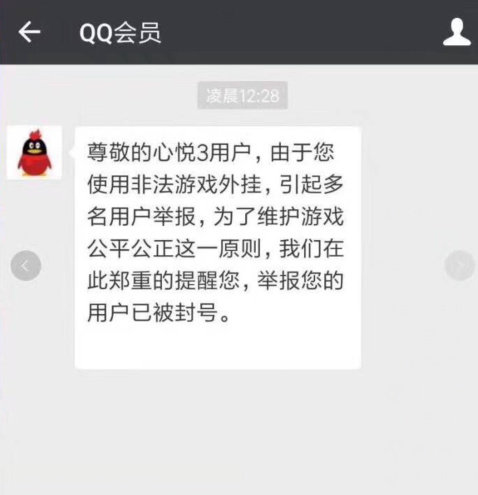 QQ会员
凌晨12:28
尊敬的心悦3用户，由于您
使用非法游戏外挂，引起多
名用户举报，为了维护游戏
公平公正这一原则，我们在
此郑重的提醒您，举报您的
用户已被封号。